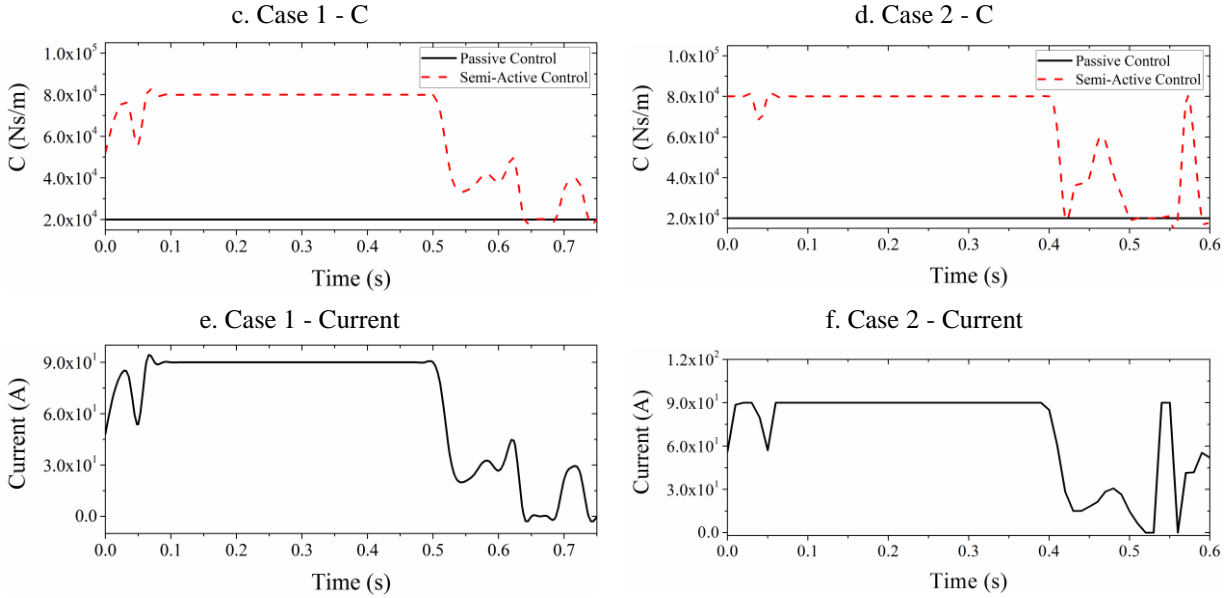 c. Case 1 - C
1.0x10⁵
8.0x10⁴
6.0x10⁴
4.0x10⁴
2.0x10⁴
C (Ns/m)
Passive Control
Semi-Active Control
0.0 0.1 0.2 0.3 0.4 0.5 0.6 0.7
Time (s)
d. Case 2 - C
1.0x10⁵
8.0x10⁴
6.0x10⁴
4.0x10⁴
2.0x10⁴
C (Ns/m)
Passive Control
Semi-Active Control
0.0 0.1 0.2 0.3 0.4 0.5 0.6
Time (s)
e. Case 1 - Current
9.0x10¹
6.0x10¹
3.0x10¹
0.0
Current (A)
0.0 0.1 0.2 0.3 0.4 0.5 0.6 0.7
Time (s)
f. Case 2 - Current
1.2x10²
9.0x10¹
6.0x10¹
3.0x10¹
0.0
Current (A)
0.0 0.1 0.2 0.3 0.4 0.5 0.6
Time (s)